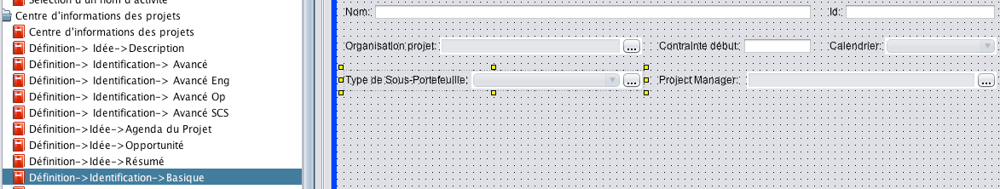 Sélection d'un nom d'activité
Centre d'informations des projets
Centre d'informations des projets
Définition-> Idée->Description
Définition-> Identification-> Avancé
Définition-> Identification-> Avancé Eng
Définition-> Identification-> Avancé Op
Définition-> Identification-> Avancé SCS
Définition->Idée->Agenda du Projet
Définition->Idée->Opportunité
Définition->Idée->Résumé
Définition->Identification->Basique
Nom: Id:
Organisation projet: ... Contrainte début: Calendrier:
Type de Sous-Portefeuille: ... Project Manager: ...